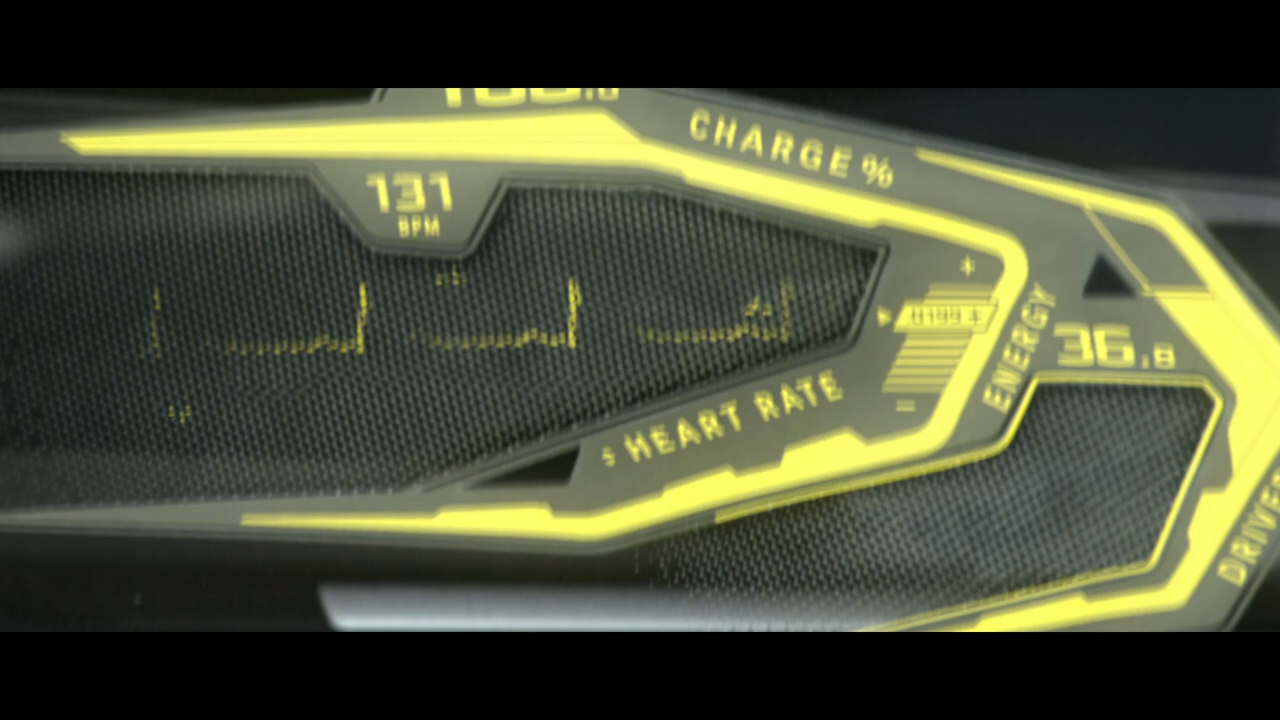 CHARGE %
131
BPM
+
ENERGY
36.8
-
HEART RATE